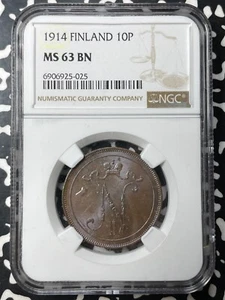 1914 FINLAND 10P
MS 63 BN
6906925-025
NUMISMATIC GUARANTY COMPANY
NGC